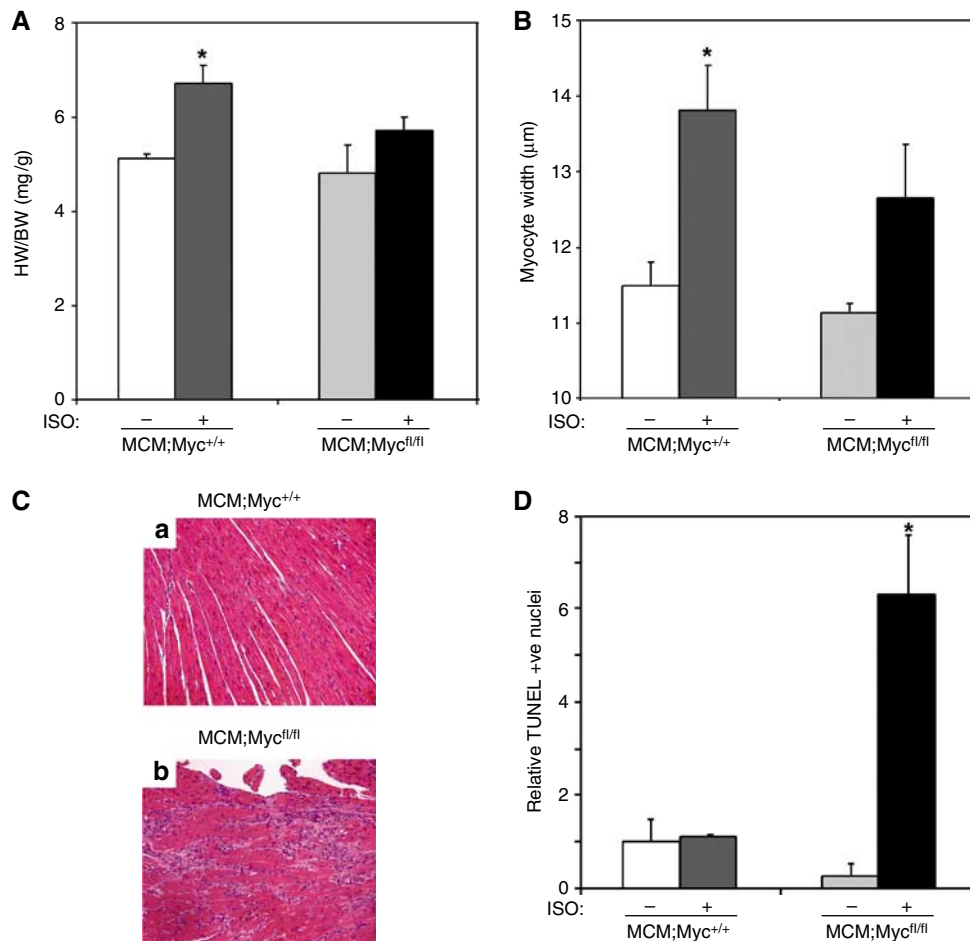 A
HW/BW (mg/g)
8
6
4
2
0
*
ISO: – + – +
MCM;Myc+/+ MCM;Mycfl/fl
B
Myocyte width (μm)
15
14
13
12
11
10
*
ISO: – + – +
MCM;Myc+/+ MCM;Mycfl/fl
C
MCM;Myc+/+
a
MCM;Mycfl/fl
b
D
Relative TUNEL +ve nuclei
8
6
4
2
0
*
ISO: – + – +
MCM;Myc+/+ MCM;Mycfl/fl